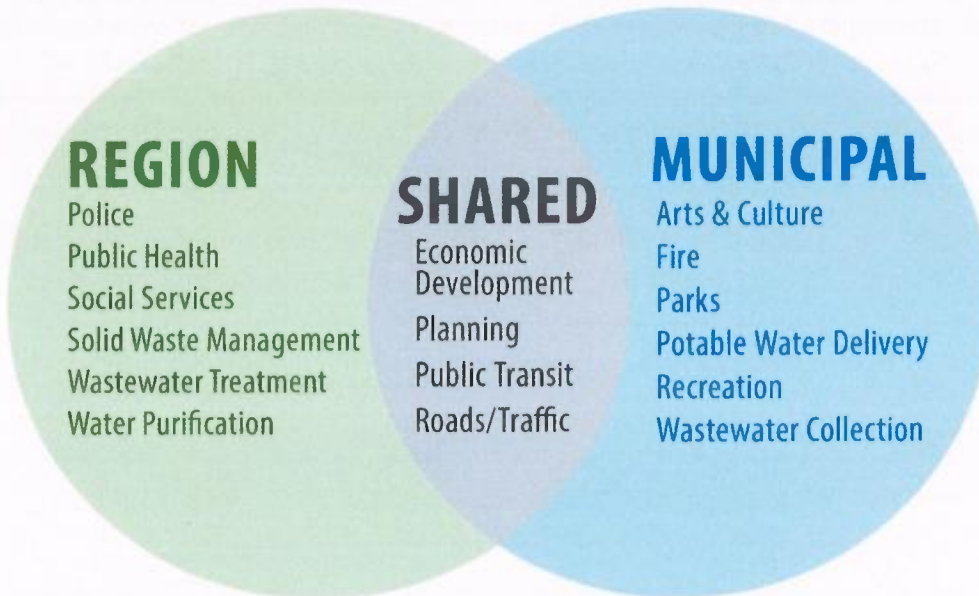 REGION
Police
Public Health
Social Services
Solid Waste Management
Wastewater Treatment
Water Purification
SHARED
Economic
Development
Planning
Public Transit
Roads/Traffic
MUNICIPAL
Arts & Culture
Fire
Parks
Potable Water Delivery
Recreation
Wastewater Collection